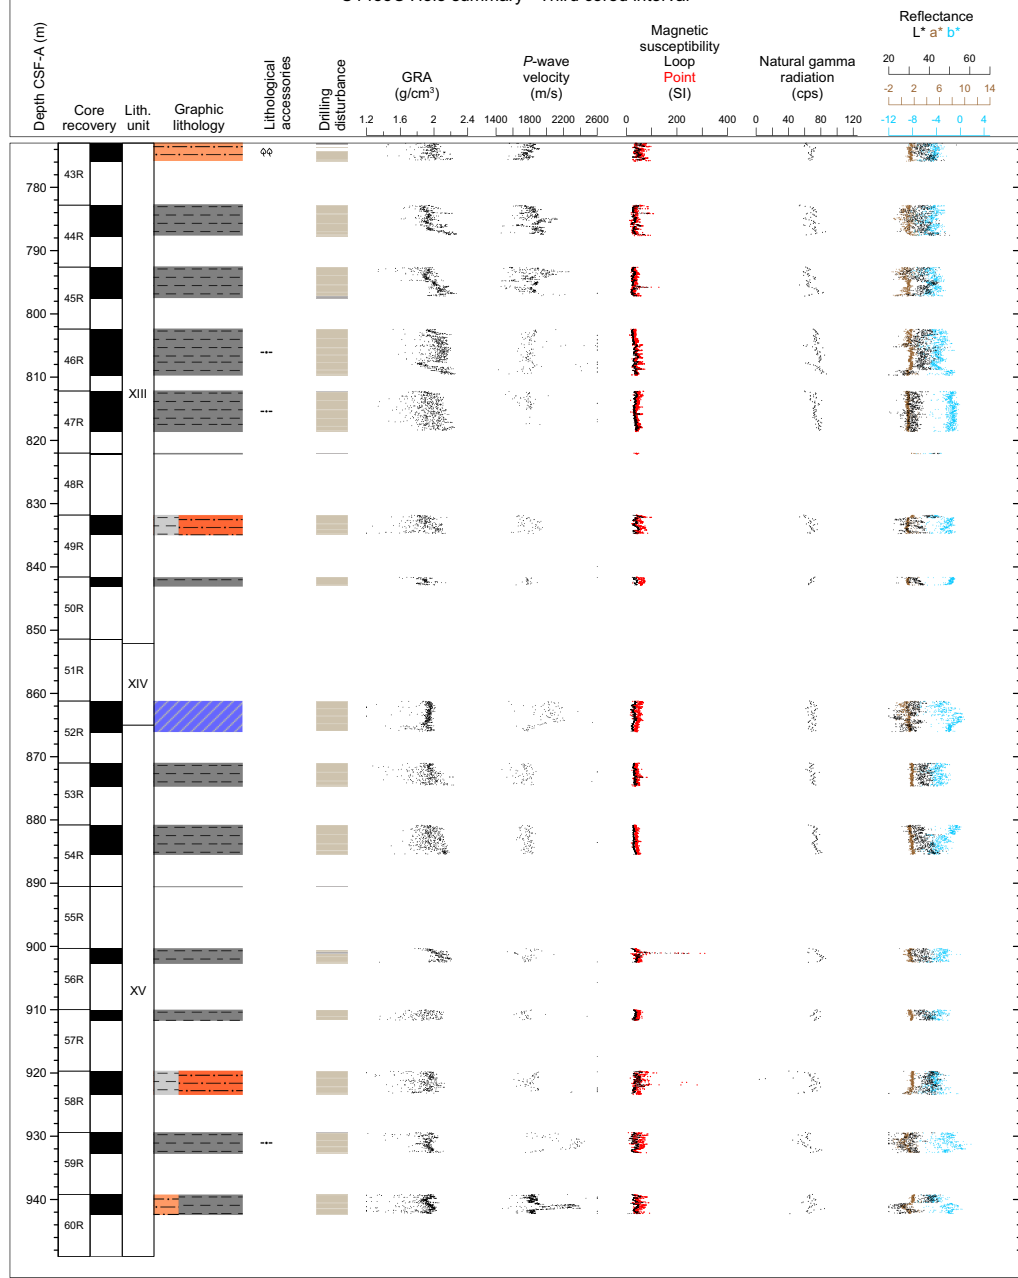 Depth CSF-A (m)
Core recovery
Lith. unit
Graphic lithology
Lithological accessories
Drilling disturbance
GRA (g/cm³)
1.2 1.6 2 2.4
P-wave velocity (m/s)
1400 1800 2200 2600
Magnetic susceptibility
Loop
Point
(SI)
0 200 400
Natural gamma radiation (cps)
0 40 80 120
Reflectance
L* a* b*
20 40 60
-2 2 6 10 14
-12 -8 -4 0 4
780
790
800
810
820
830
840
850
860
870
880
890
900
910
920
930
940
43R
44R
45R
46R
47R
48R
49R
50R
51R
52R
53R
54R
55R
56R
57R
58R
59R
60R
XIII
XIV
XV